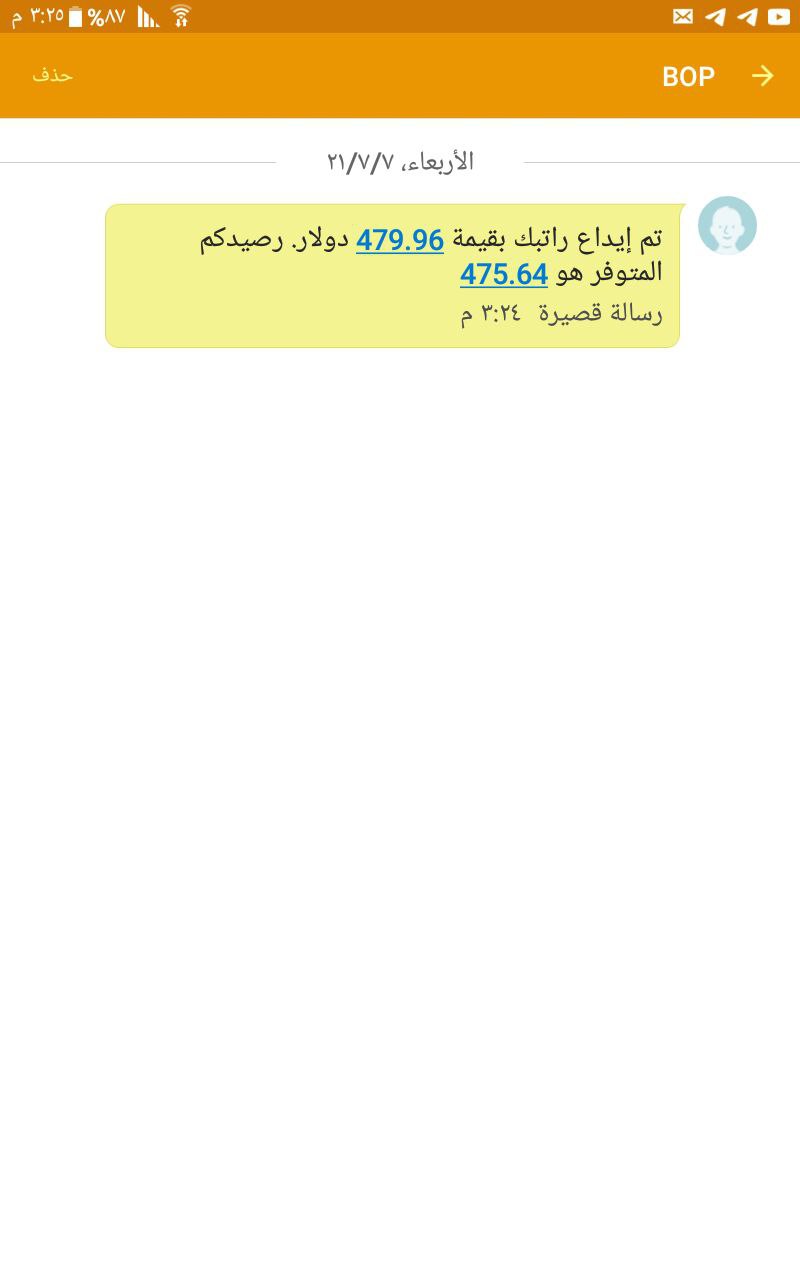 ٣:٢٥ م %٨٧
حذف
BOP
الأربعاء، ٢١/٧/٧
تم إيداع راتبك بقيمة 479.96 دولار. رصيدكم
المتوفر هو 475.64
رسالة قصيرة ٣:٢٤ م